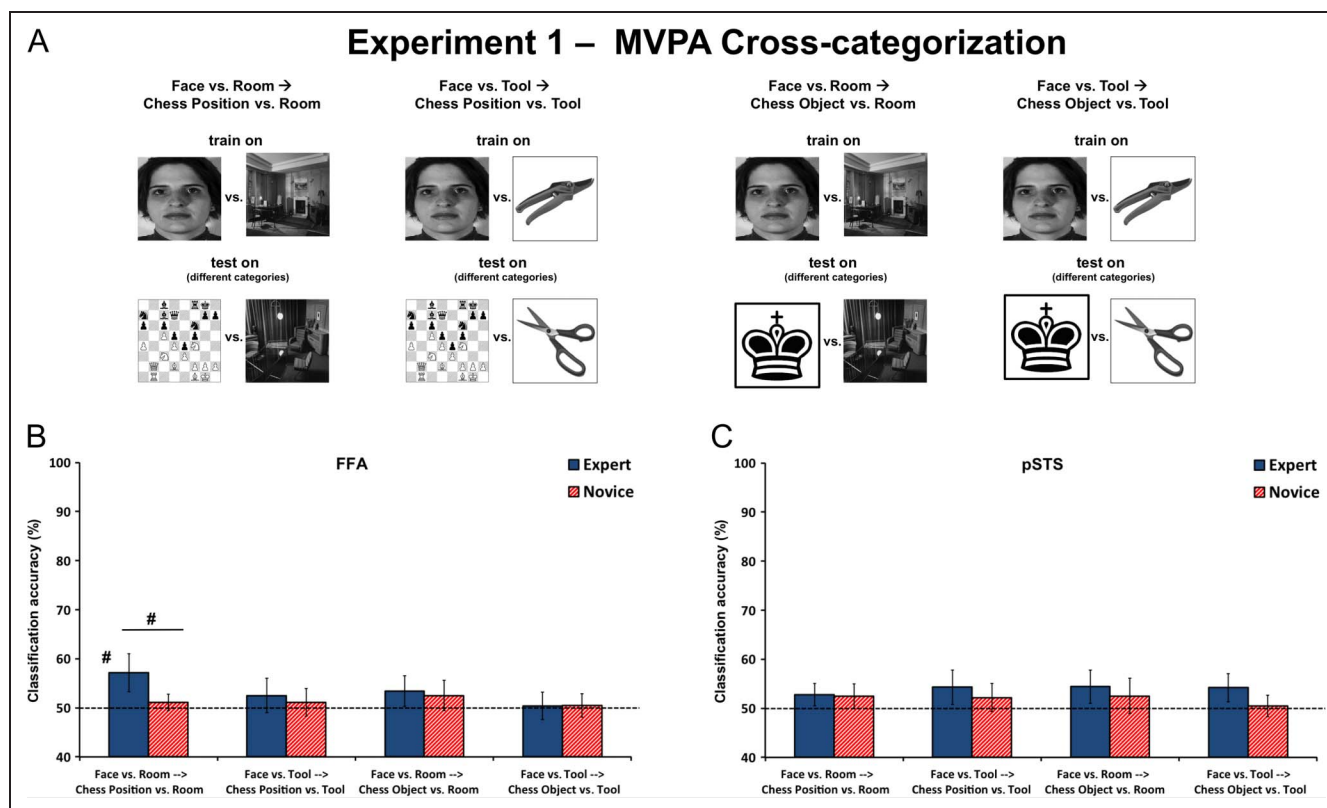 A
Experiment 1 – MVPA Cross-categorization
Face vs. Room →
Chess Position vs. Room
train on
vs.
test on
(different categories)
vs.
Face vs. Tool →
Chess Position vs. Tool
train on
vs.
test on
(different categories)
vs.
Face vs. Room →
Chess Object vs. Room
train on
vs.
test on
(different categories)
vs.
Face vs. Tool →
Chess Object vs. Tool
train on
vs.
test on
(different categories)
vs.
B
FFA
Expert
Novice
Classification accuracy (%)
100
90
80
70
60
50
40
#
#
Face vs. Room -->
Chess Position vs. Room
Face vs. Tool -->
Chess Position vs. Tool
Face vs. Room -->
Chess Object vs. Room
Face vs. Tool -->
Chess Object vs. Tool
C
pSTS
Expert
Novice
Classification accuracy (%)
100
90
80
70
60
50
40
Face vs. Room -->
Chess Position vs. Room
Face vs. Tool -->
Chess Position vs. Tool
Face vs. Room -->
Chess Object vs. Room
Face vs. Tool -->
Chess Object vs. Tool